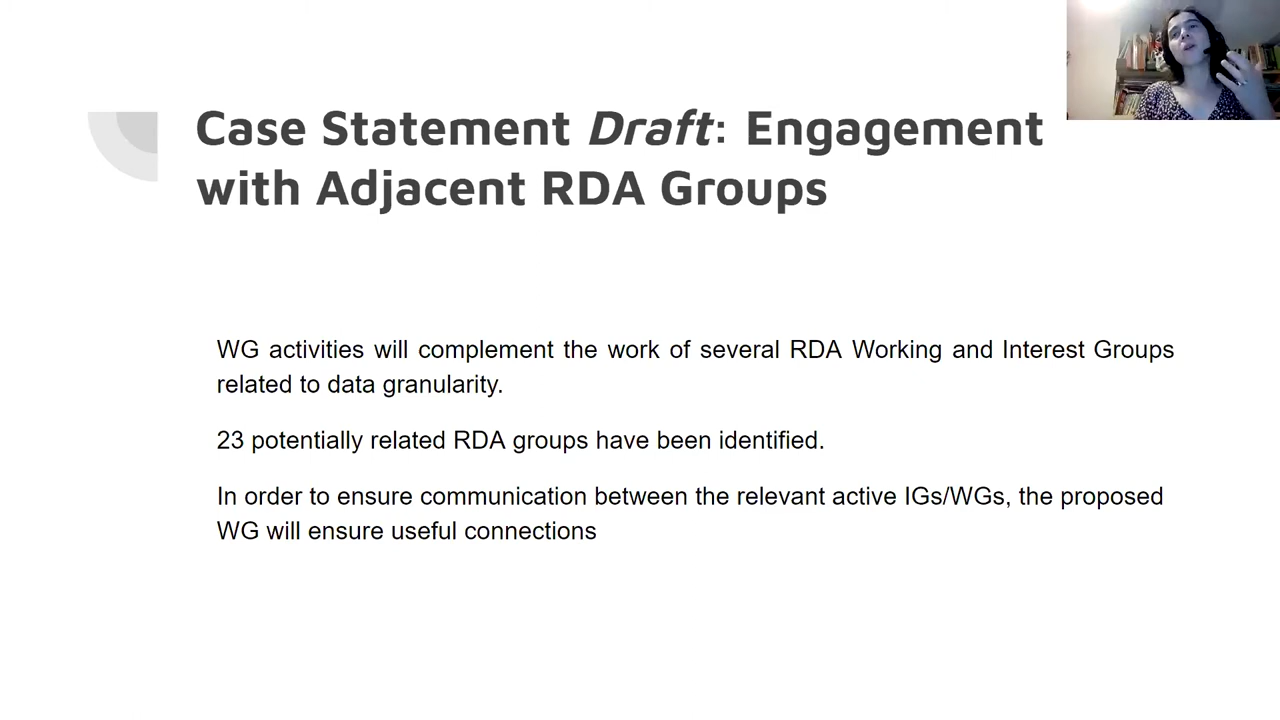 Case Statement Draft: Engagement
with Adjacent RDA Groups
WG activities will complement the work of several RDA Working and Interest Groups
related to data granularity.
23 potentially related RDA groups have been identified.
In order to ensure communication between the relevant active IGs/WGs, the proposed
WG will ensure useful connections